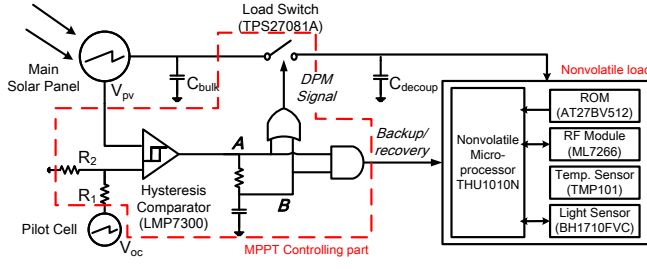 Load Switch
(TPS27081A)
Main
Solar Panel
V_pv
C_bulk
DPM
Signal
C_decoup
Nonvolatile load
ROM
(AT27BV512)
RF Module
(ML7266)
Temp. Sensor
(TMP101)
Light Sensor
(BH1710FVC)
Nonvolatile
Micro-
processor
THU1010N
Backup/
recovery
A
B
R_2
R_1
Hysteresis
Comparator
(LMP7300)
Pilot Cell
V_oc
MPPT Controlling part